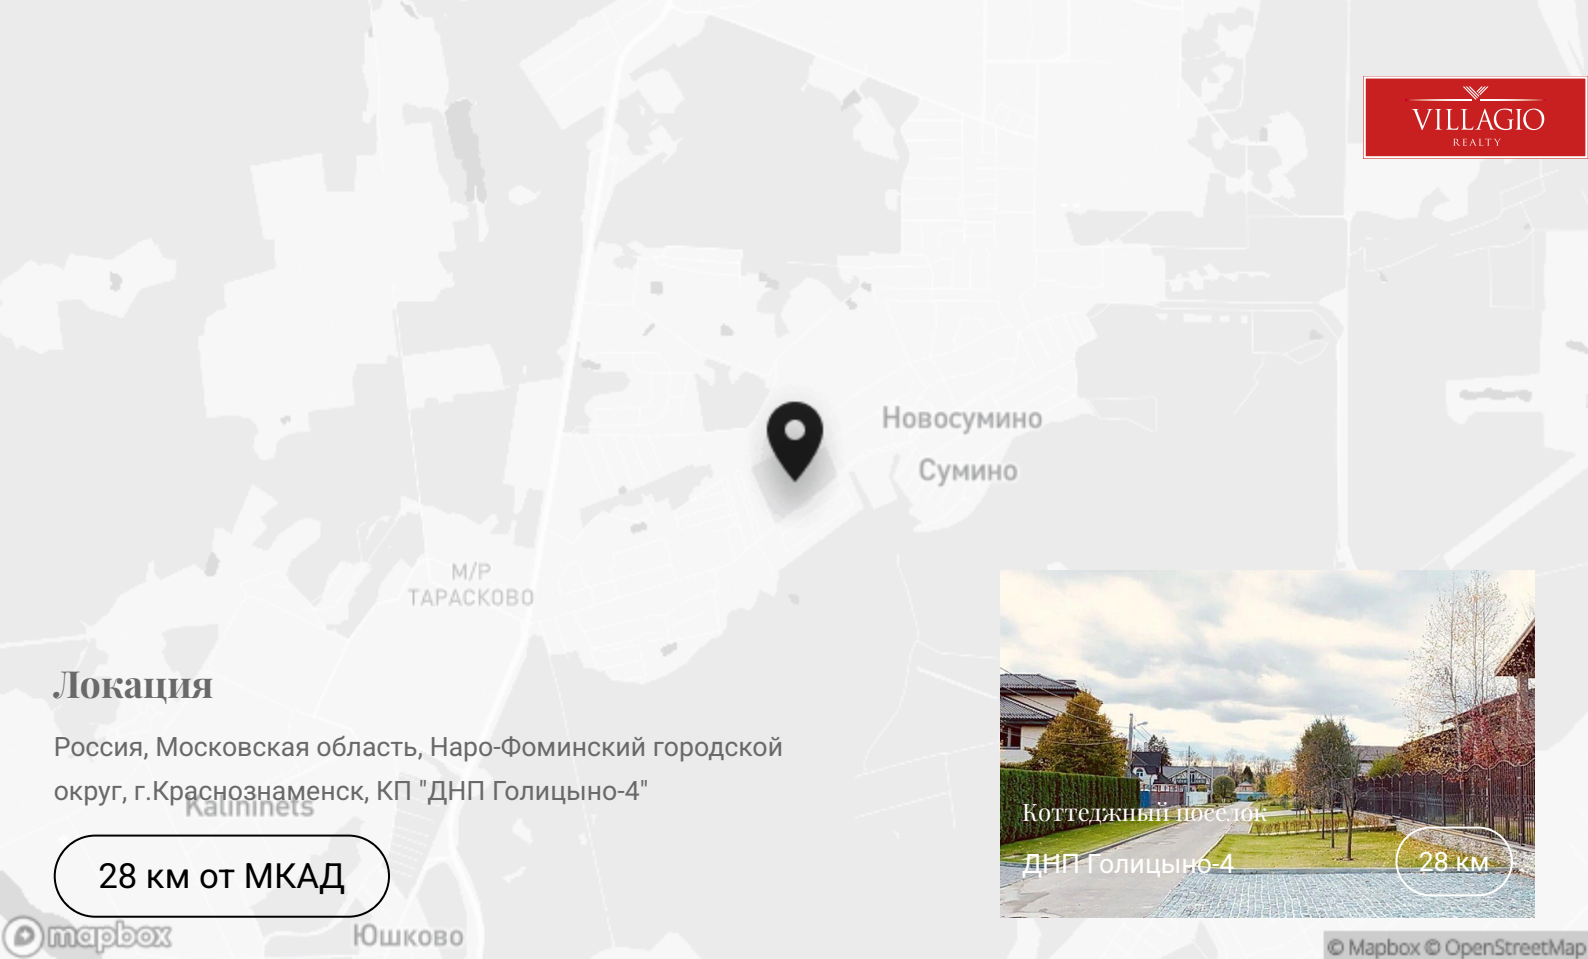 VILLAGIO
REALTY
Новосумино
Сумино
М/Р
ТАРАСКОВО
Локация
Россия, Московская область, Наро-Фоминский городской
округ, г.Краснознаменск, КП "ДНП Голицыно-4"
Kalininets
28 км от МКАД
Коттеджный поселок
ДНП Голицыно-4
28 км
mapbox
Юшково
© Mapbox © OpenStreetMap